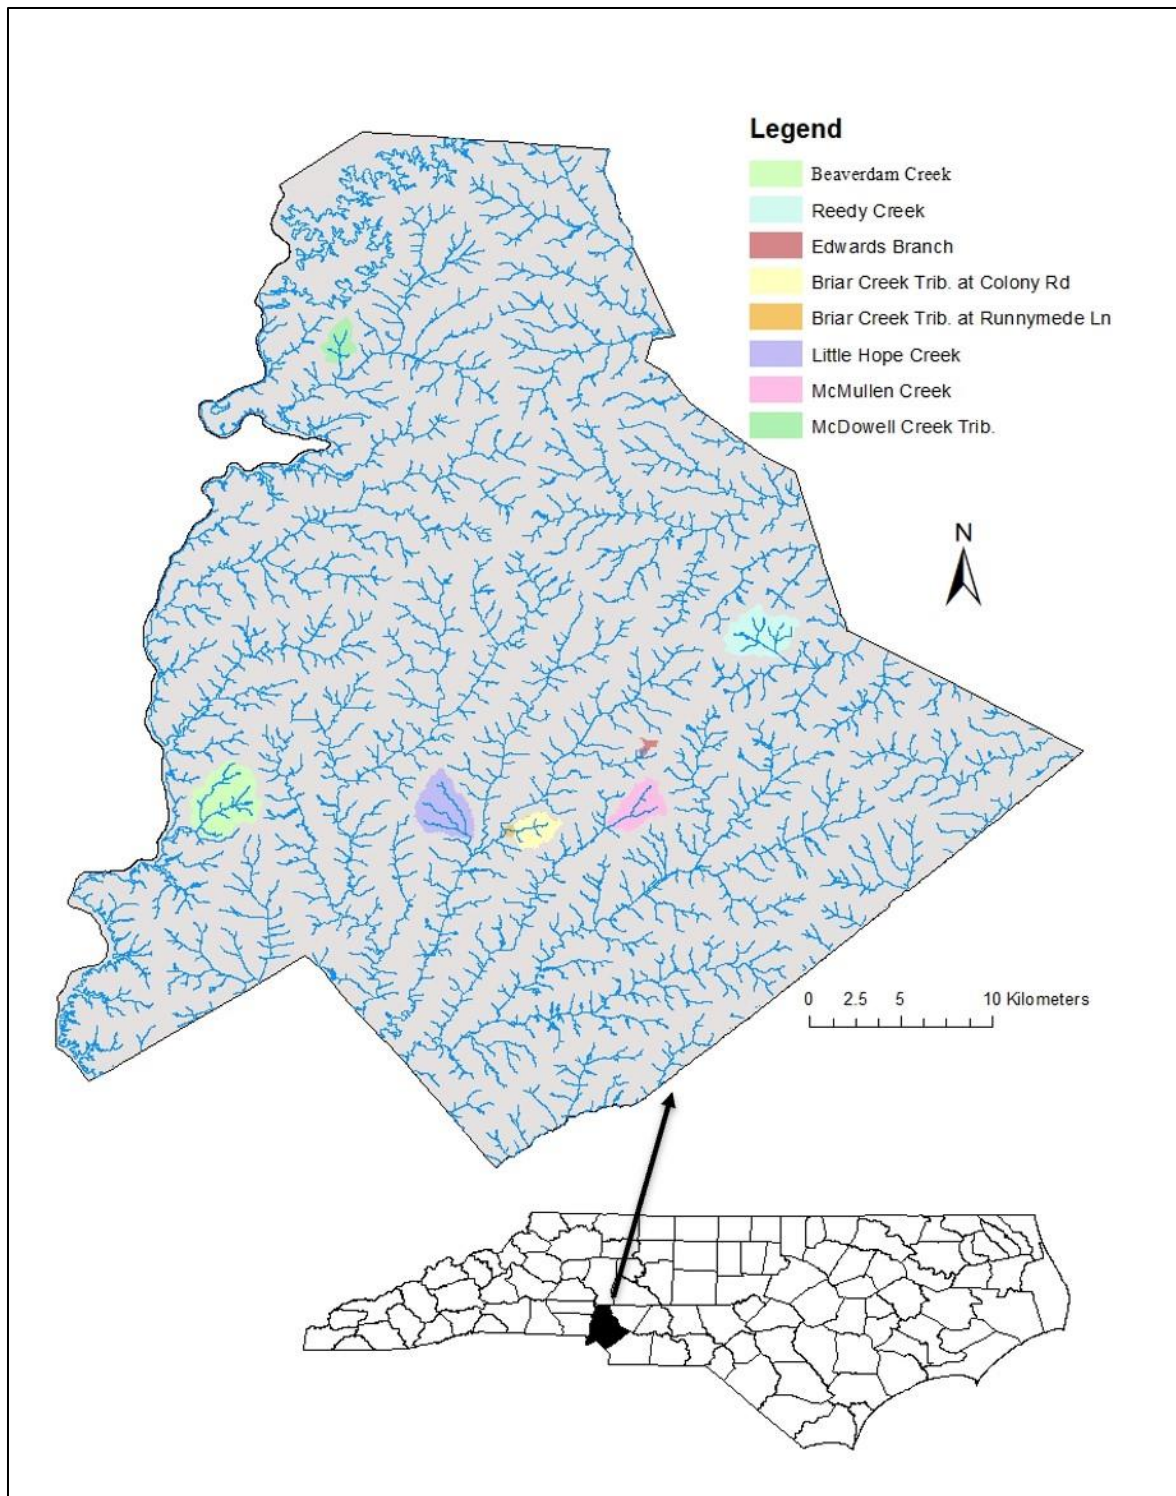 Legend
Beaverdam Creek
Reedy Creek
Edwards Branch
Briar Creek Trib. at Colony Rd
Briar Creek Trib. at Runnymede Ln
Little Hope Creek
McMullen Creek
McDowell Creek Trib.
N
0 2.5 5 10 Kilometers